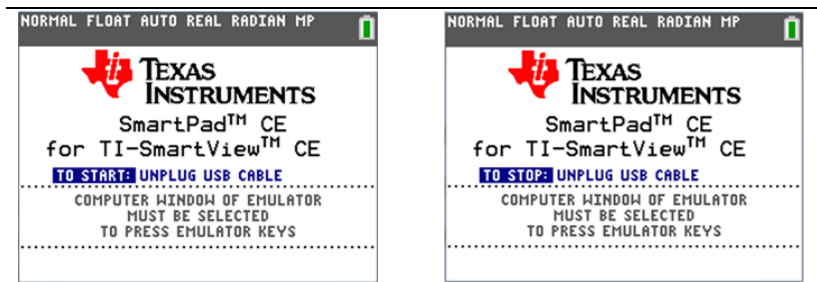 NORMAL FLOAT AUTO REAL RADIAN MP
TEXAS
INSTRUMENTS
SmartPad™ CE
for TI-SmartView™ CE
TO START: UNPLUG USB CABLE
COMPUTER WINDOW OF EMULATOR
MUST BE SELECTED
TO PRESS EMULATOR KEYS
NORMAL FLOAT AUTO REAL RADIAN MP
TEXAS
INSTRUMENTS
SmartPad™ CE
for TI-SmartView™ CE
TO STOP: UNPLUG USB CABLE
COMPUTER WINDOW OF EMULATOR
MUST BE SELECTED
TO PRESS EMULATOR KEYS